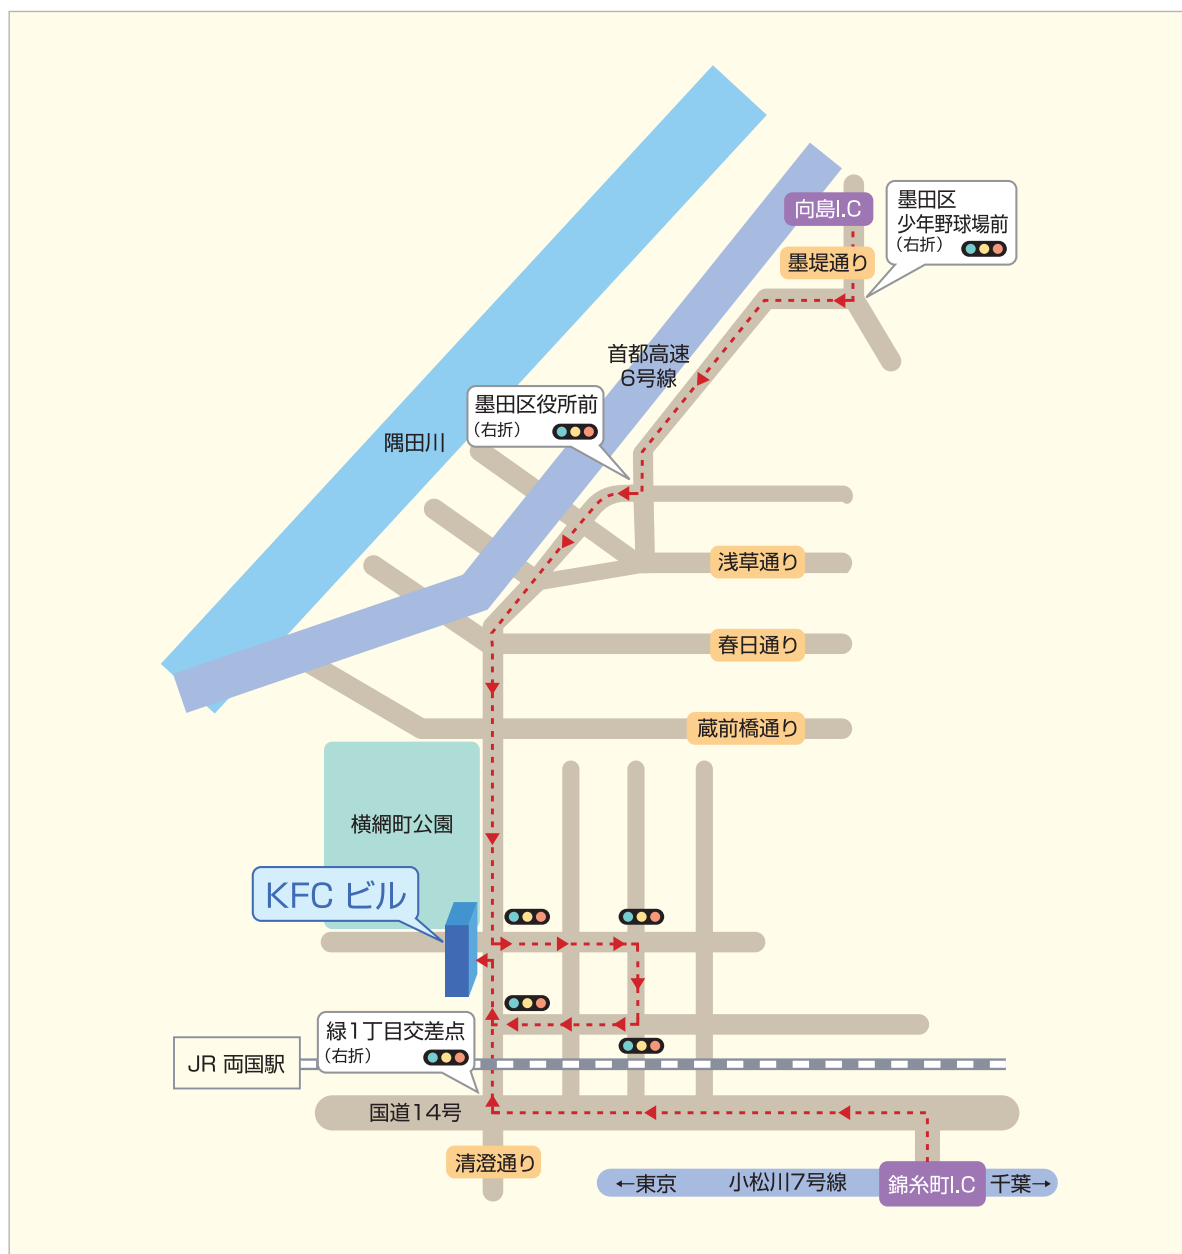 向島I.C
墨田区
少年野球場前
（右折）
墨堤通り
首都高速
6号線
墨田区役所前
（右折）
隅田川
浅草通り
春日通り
蔵前橋通り
横網町公園
KFC ビル
緑1丁目交差点
（右折）
JR 両国駅
国道14号
清澄通り
←東京
小松川7号線
錦糸町I.C
千葉→